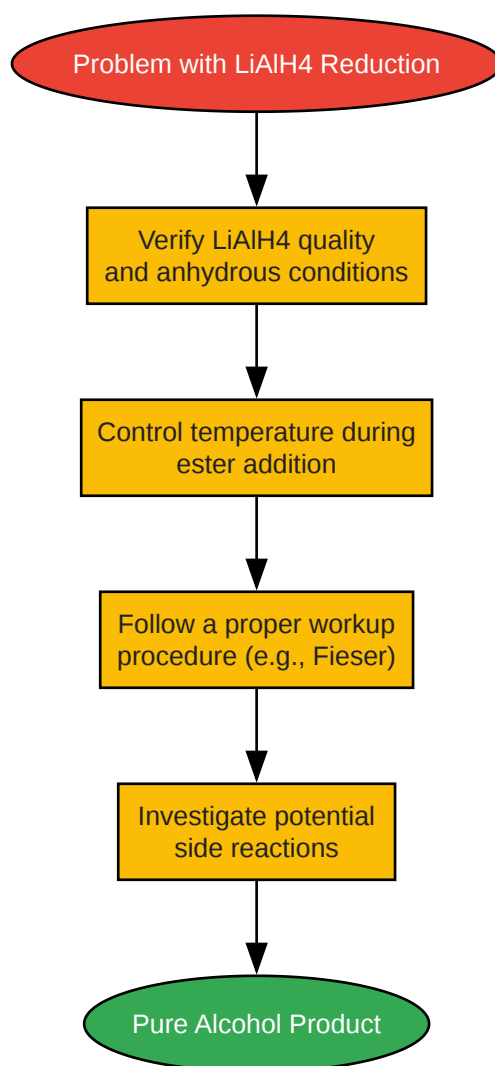 Problem with LiAlH4 Reduction
Verify LiAlH4 quality
and anhydrous conditions
Control temperature during
ester addition
Follow a proper workup
procedure (e.g., Fieser)
Investigate potential
side reactions
Pure Alcohol Product